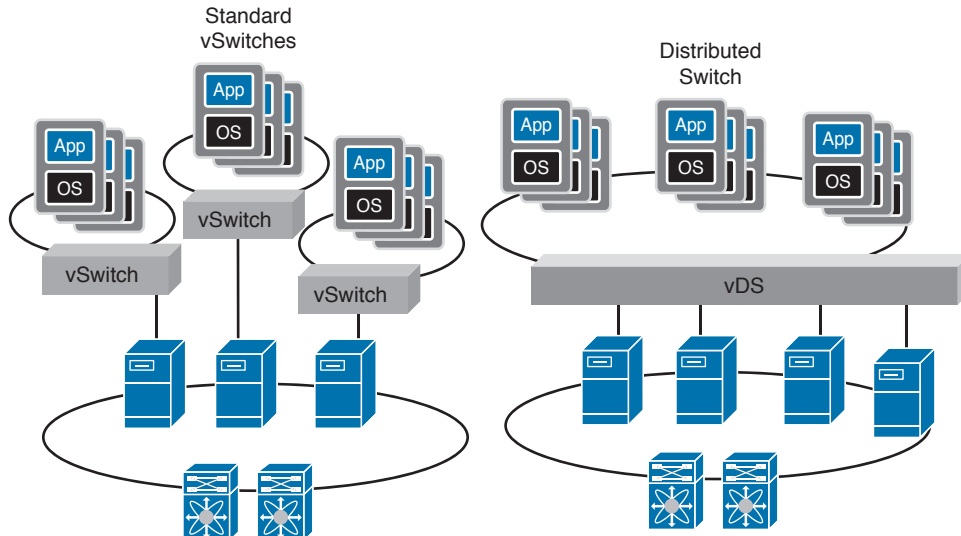 Standard
vSwitches
App
OS
App
OS
App
OS
vSwitch
vSwitch
vSwitch
Distributed
Switch
App
OS
App
OS
App
OS
vDS